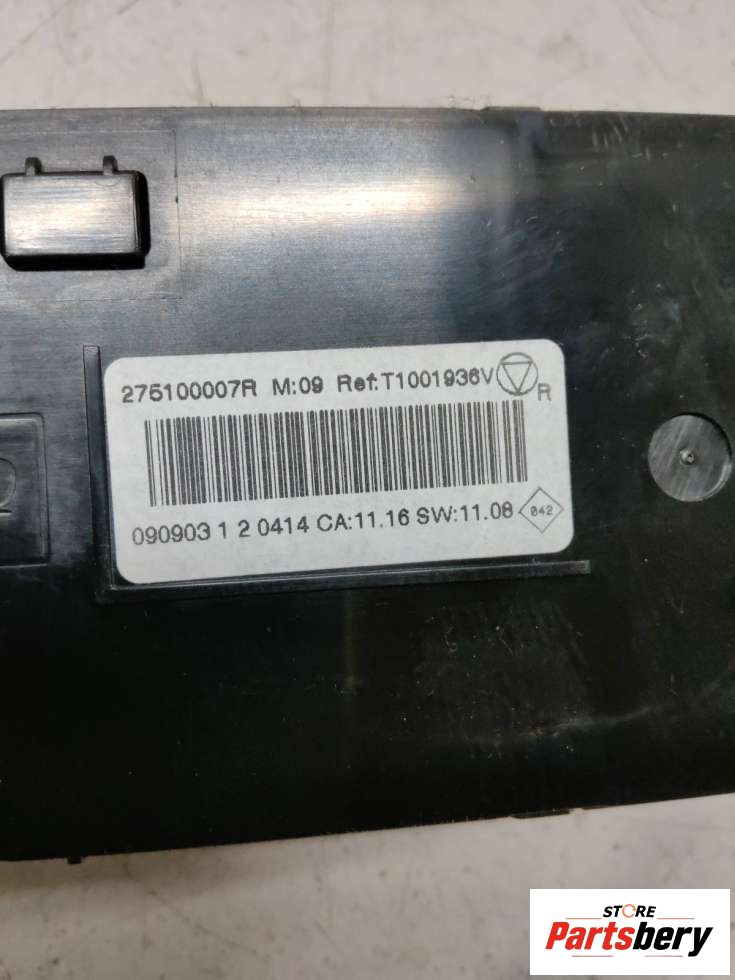 275100007R M:09 Ref:T1001936V
R
090903 1 2 0414 CA:11.16 SW:11.08 042
STORE
Partsbery